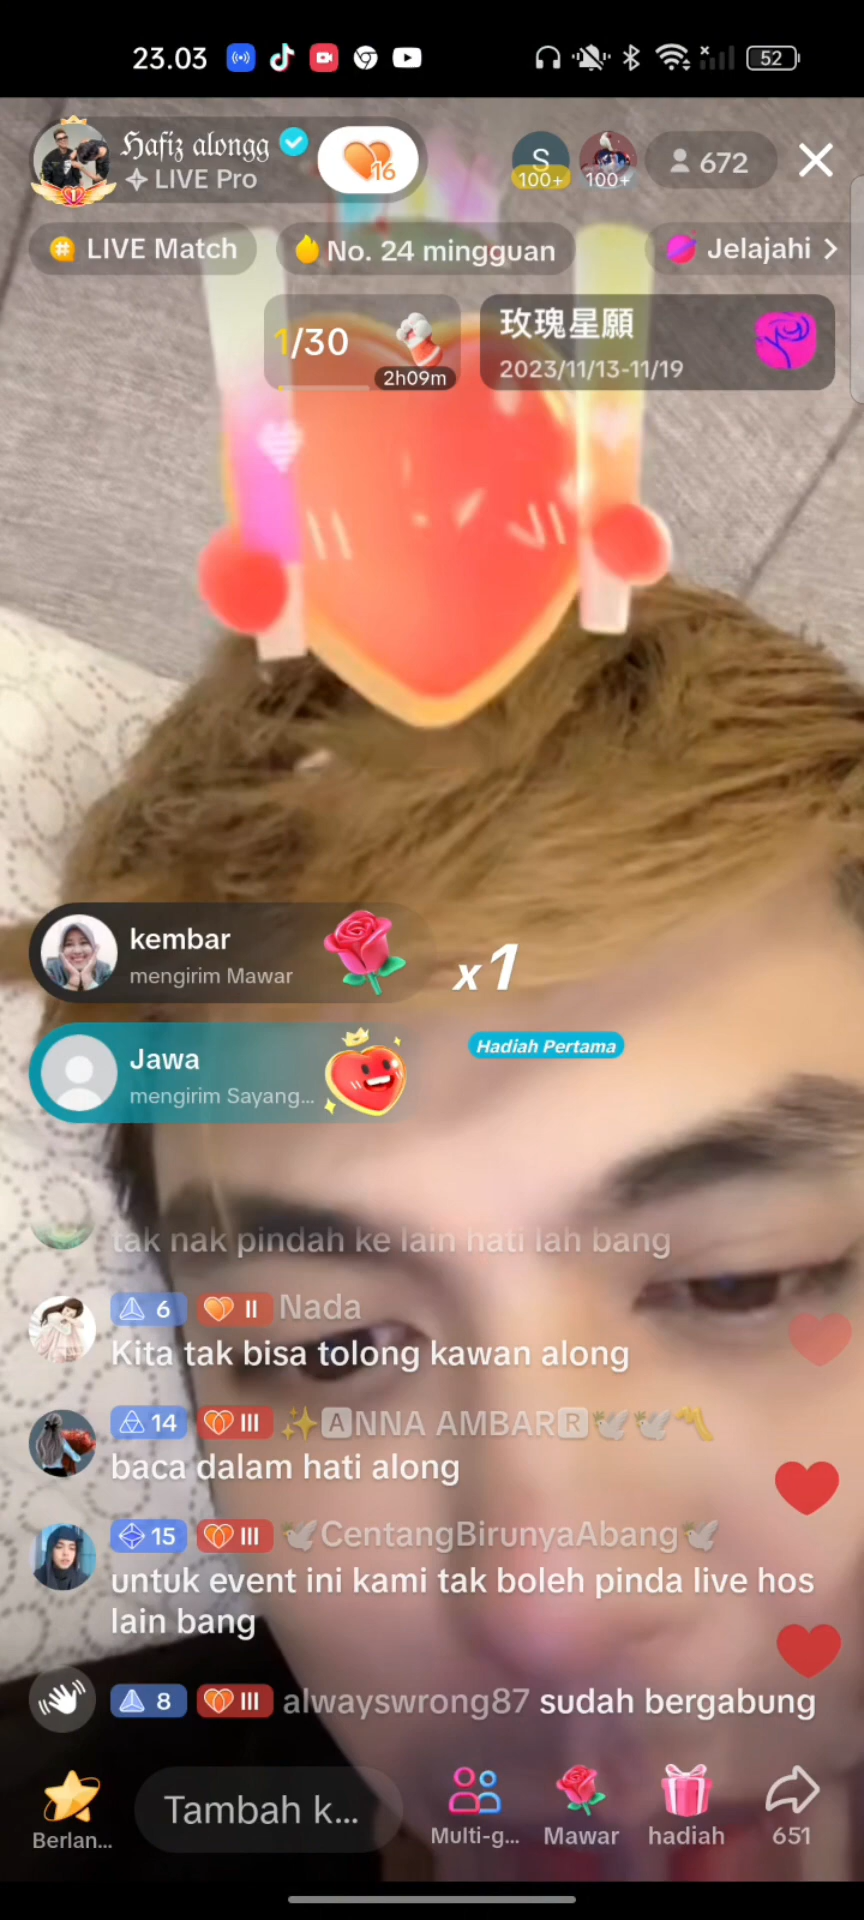 23.03
52
ℌafiz alongg
LIVE Pro
16
S
100+
100+
672
LIVE Match
No. 24 mingguan
Jelajahi
1/30
2h09m
玫瑰星願
2023/11/13-11/19
kembar
mengirim Mawar
x1
Jawa
mengirim Sayang...
Hadiah Pertama
tak nak pindah ke lain hati lah bang
6 II Nada
Kita tak bisa tolong kawan along
14 III ✨🄰NNA AMBAR🅁🕊️🕊️〽️
baca dalam hati along
15 III 🕊️CentangBirunyaAbang🕊️
untuk event ini kami tak boleh pinda live hos
lain bang
8 III alwayswrong87 sudah bergabung
Berlan...
Tambah k...
Multi-g...
Mawar
hadiah
651